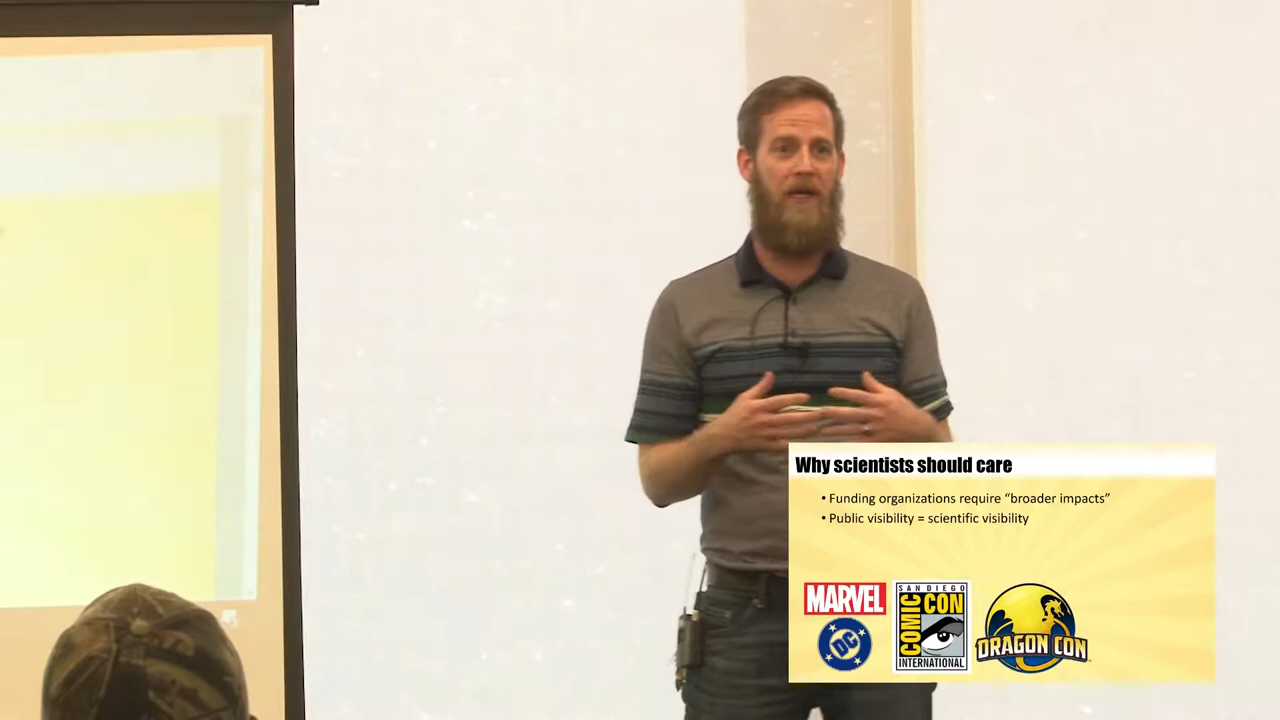 Why scientists should care
• Funding organizations require “broader impacts”
• Public visibility = scientific visibility
MARVEL
DC
SAN DIEGO
COMIC CON
INTERNATIONAL
DRAGON CON